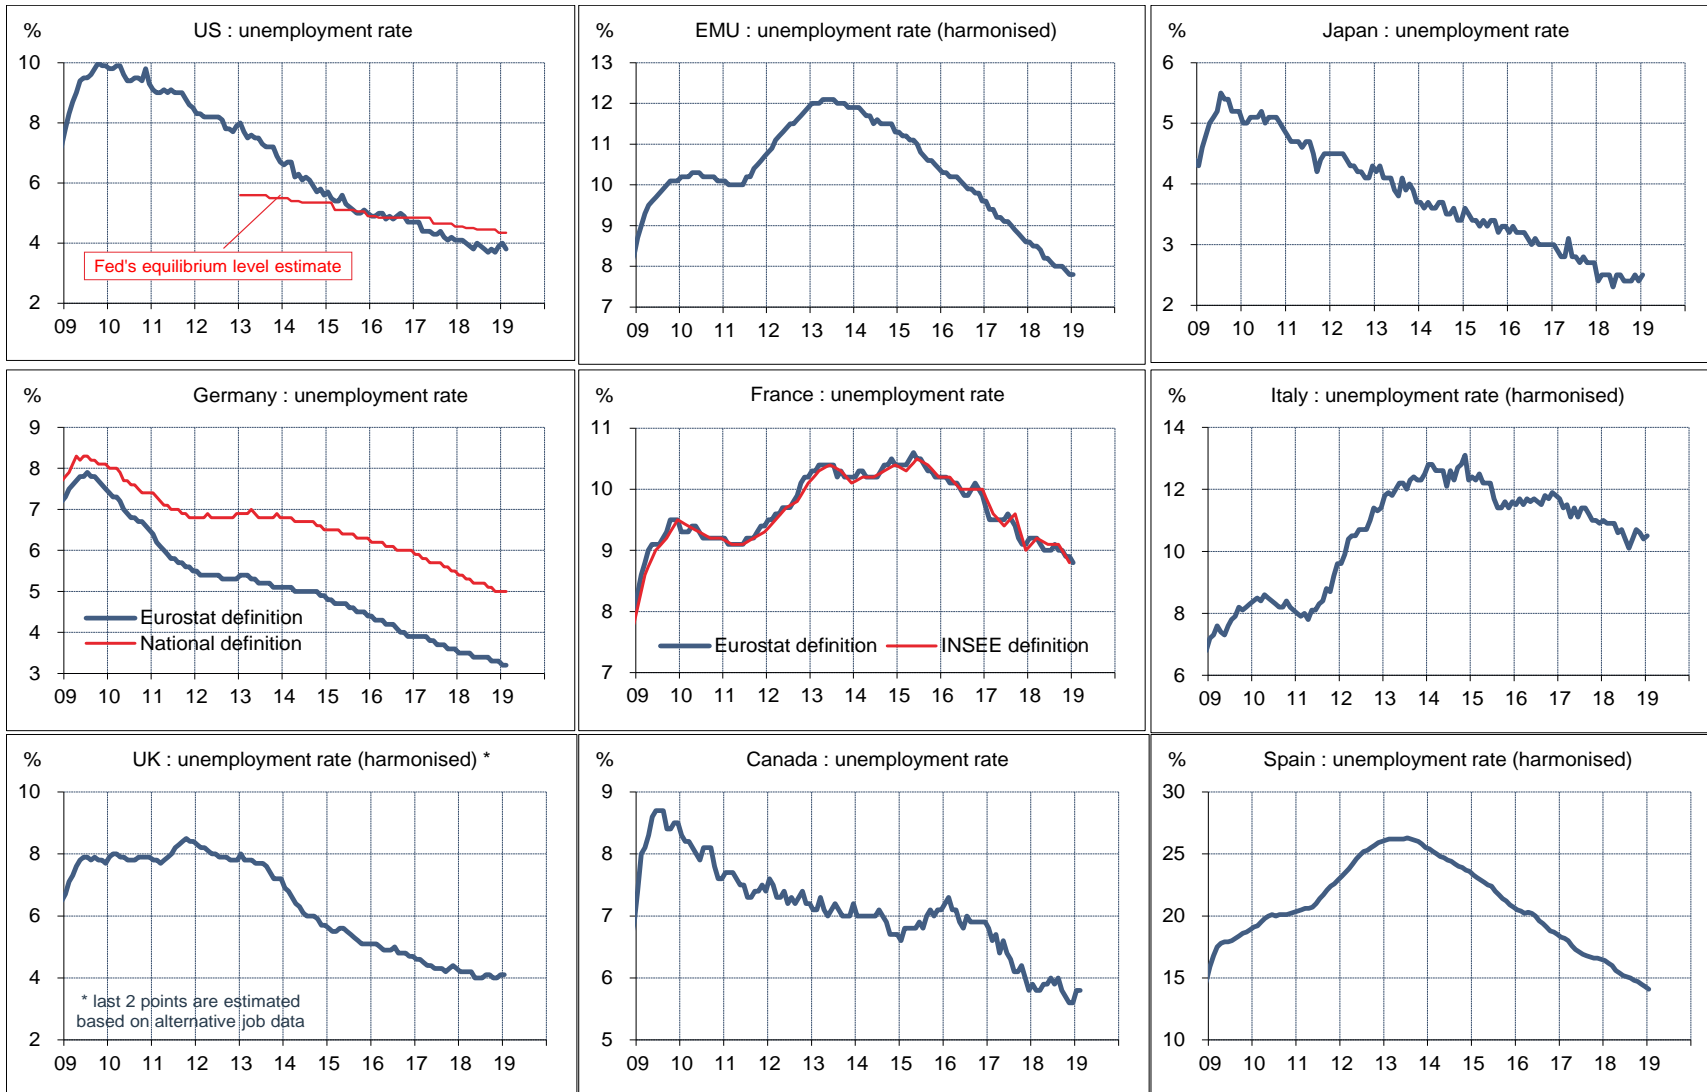 US : unemployment rate
%
10
8
6
4
2
Fed's equilibrium level estimate
09 10 11 12 13 14 15 16 17 18 19
EMU : unemployment rate (harmonised)
%
13
12
11
10
9
8
7
09 10 11 12 13 14 15 16 17 18 19
Japan : unemployment rate
%
6
5
4
3
2
09 10 11 12 13 14 15 16 17 18 19
Germany : unemployment rate
%
9
8
7
6
5
4
3
Eurostat definition
National definition
09 10 11 12 13 14 15 16 17 18 19
France : unemployment rate
%
11
10
9
8
7
Eurostat definition INSEE definition
09 10 11 12 13 14 15 16 17 18 19
Italy : unemployment rate (harmonised)
%
14
12
10
8
6
09 10 11 12 13 14 15 16 17 18 19
UK : unemployment rate (harmonised) *
%
10
8
6
4
2
* last 2 points are estimated
based on alternative job data
09 10 11 12 13 14 15 16 17 18 19
Canada : unemployment rate
%
9
8
7
6
5
09 10 11 12 13 14 15 16 17 18 19
Spain : unemployment rate (harmonised)
%
30
25
20
15
10
09 10 11 12 13 14 15 16 17 18 19